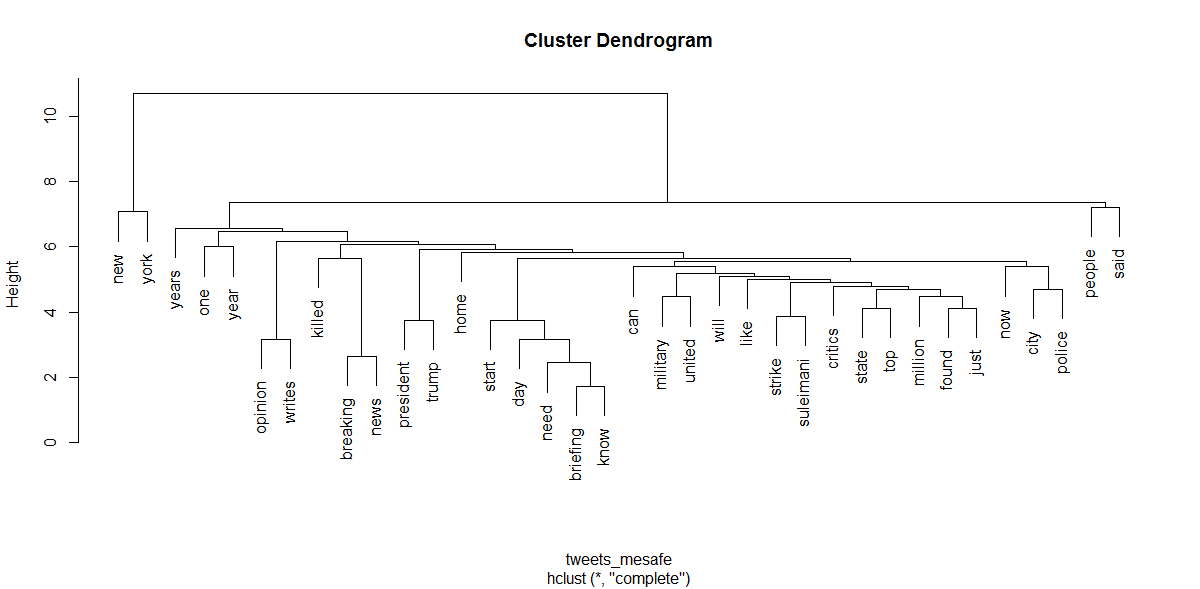 Cluster Dendrogram
Height
10
8
6
4
2
0
new
york
years
one
year
opinion
writes
killed
breaking
news
president
trump
home
start
day
need
briefing
know
can
military
united
will
like
strike
suleimani
critics
state
top
million
found
just
now
city
police
people
said
tweets_mesafe
hclust (*, "complete")